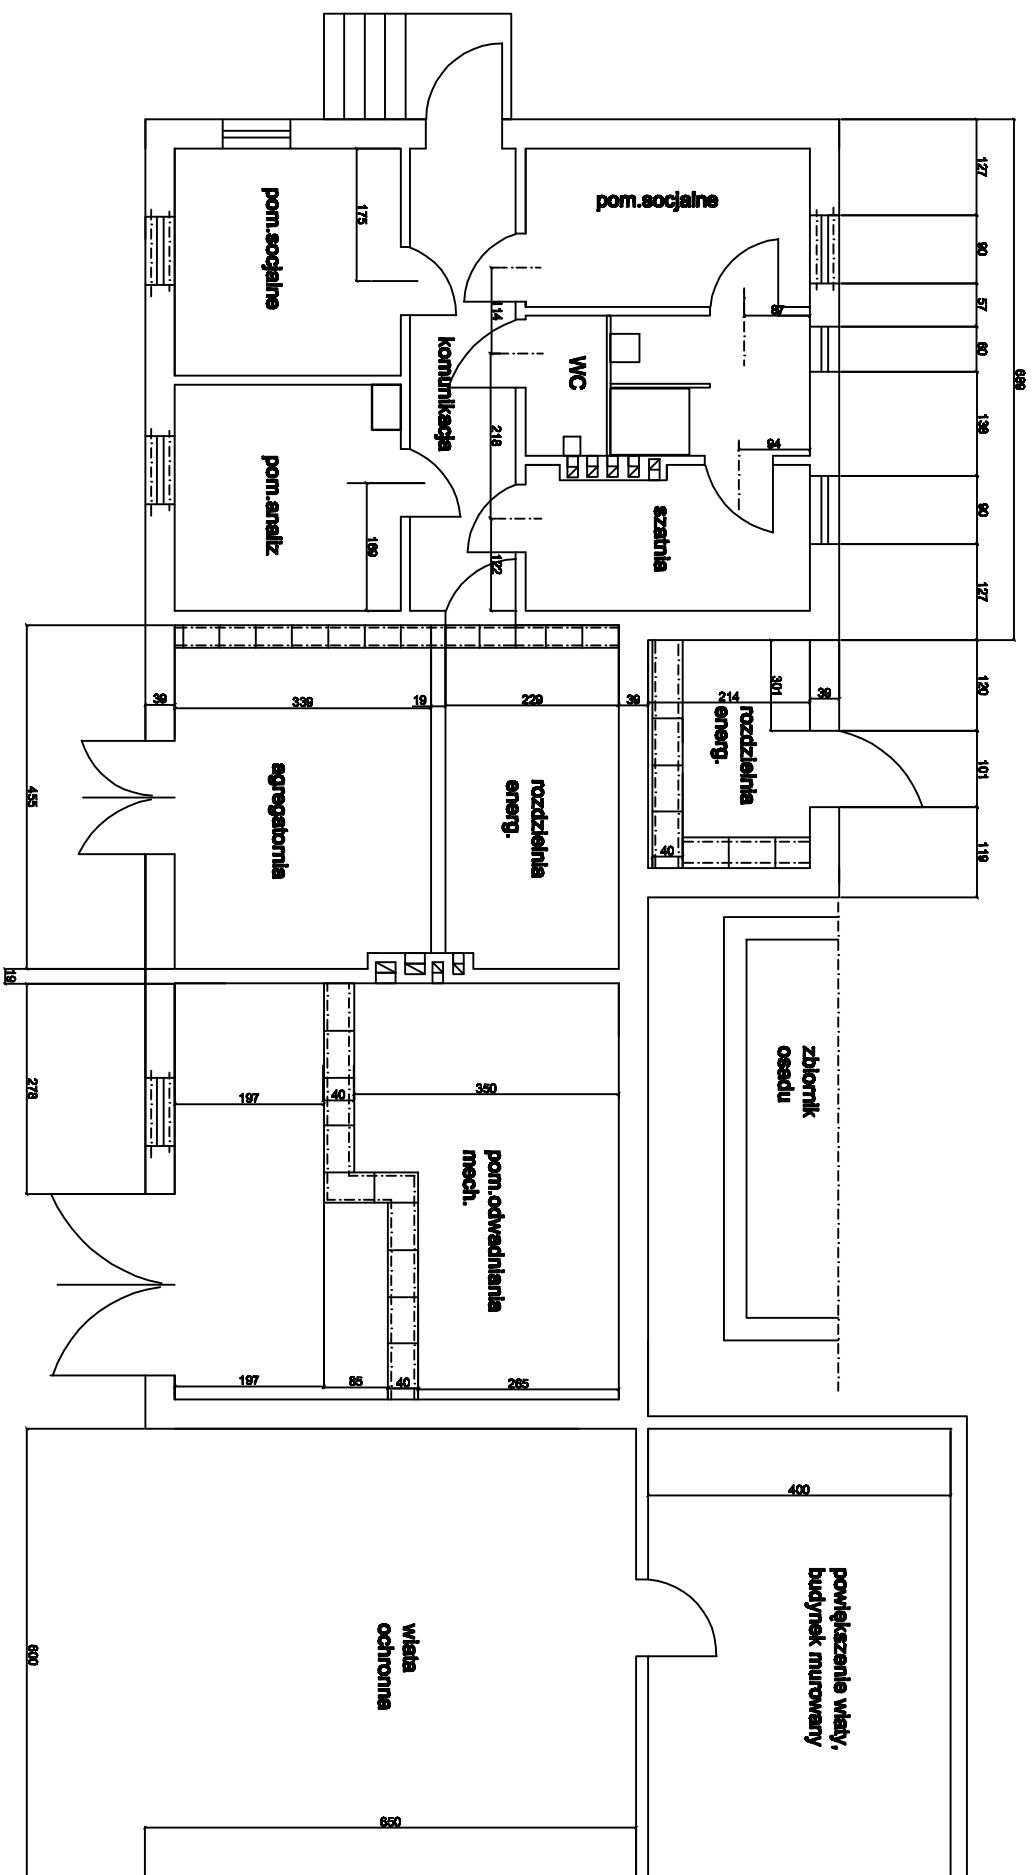 127
90
57
60
139
90
127
689
120
101
119
pom.socjalne
87
94
pom.socjalne
175
komunikacja
114
218
122
WC
szatnia
pom.analiz
169
39
339
19
229
39
214
301
39
rozdzielnia
energ.
40
455
agregatornia
rozdzielnia
energ.
19
278
197
40
350
zbiornik
osadu
pom.odwadniania
mech.
197
85
40
265
400
powiększenie wiaty,
budynek murowany
wiata
ochronna
600
650